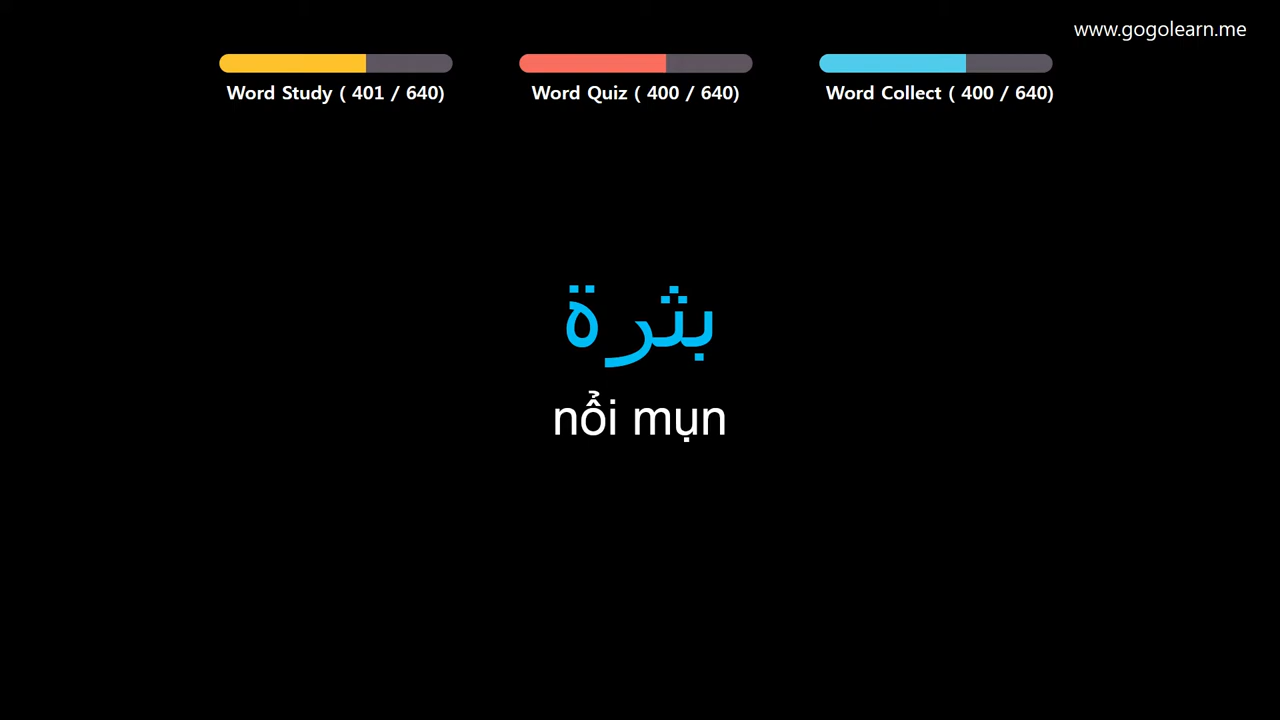 www.gogolearn.me
Word Study ( 401 / 640)
Word Quiz ( 400 / 640)
Word Collect ( 400 / 640)
بثرة
nổi mụn